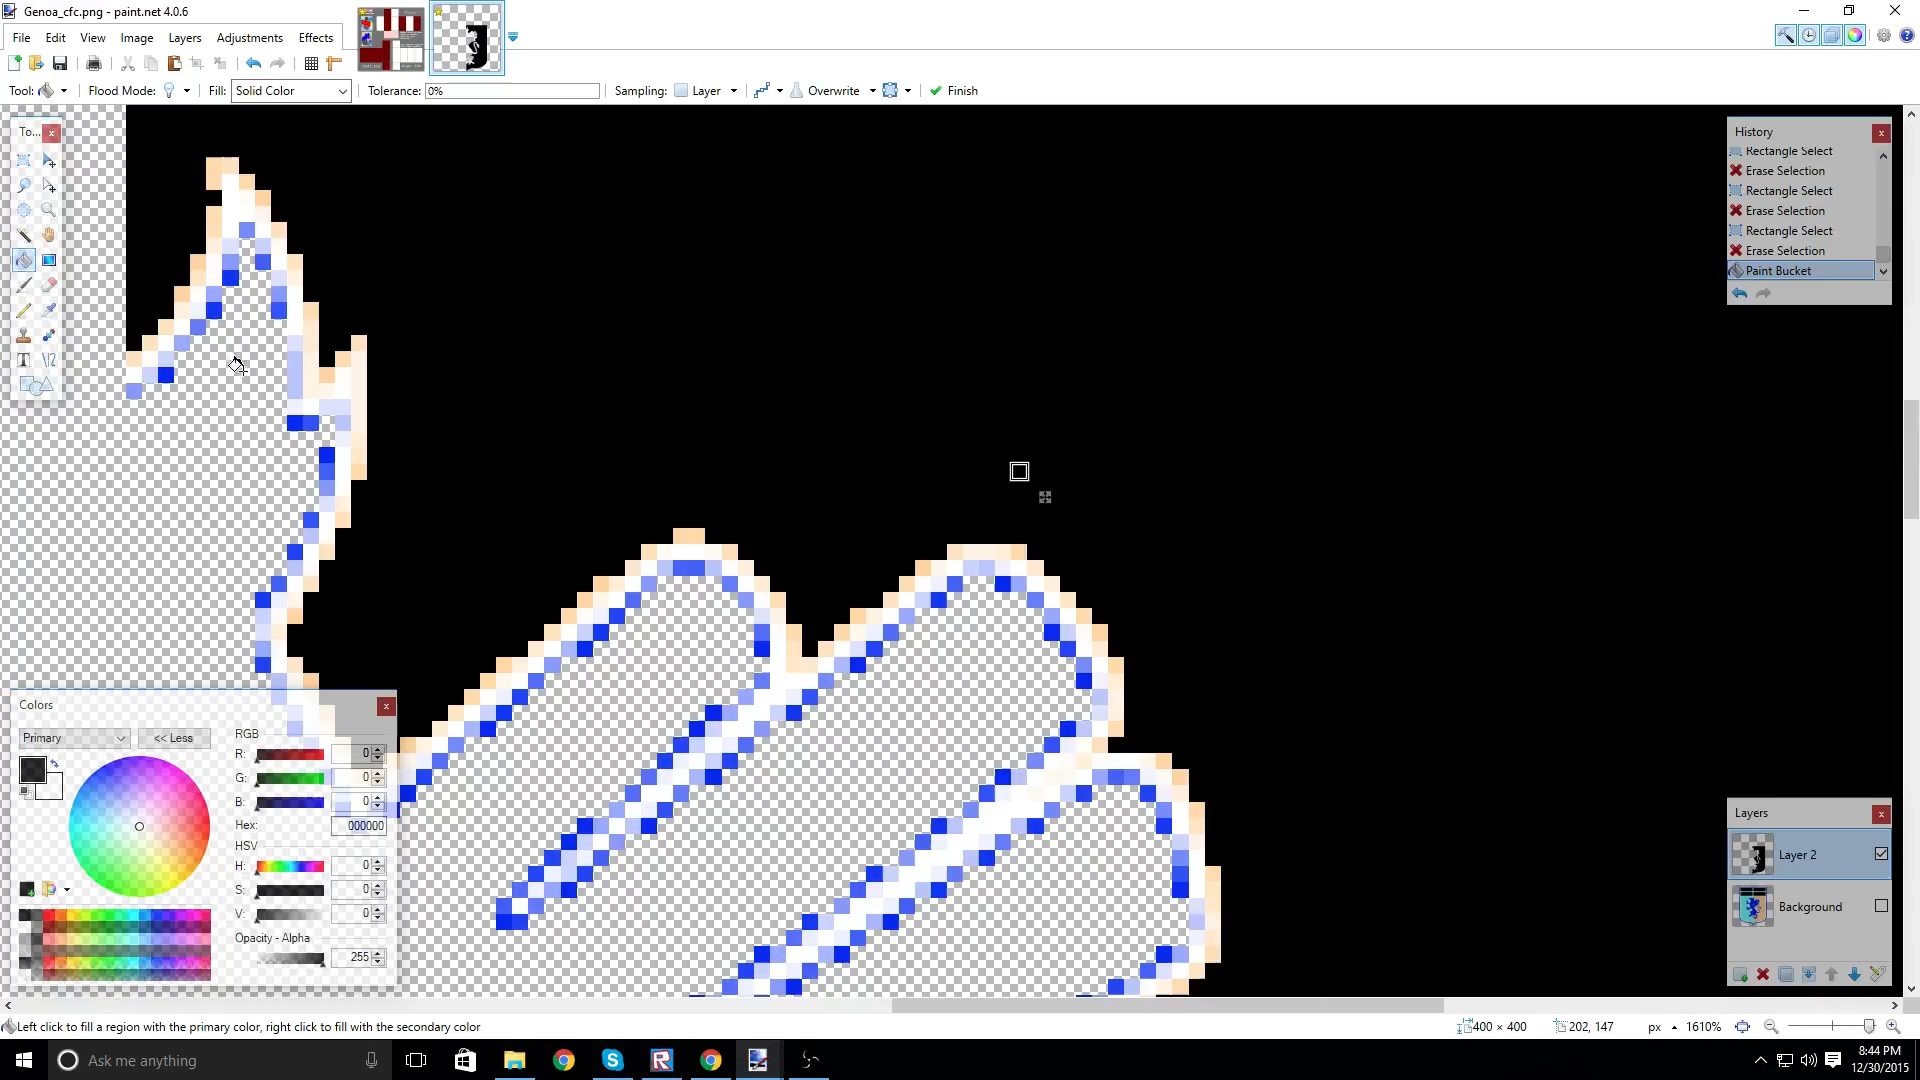 Genoa_cfc.png - paint.net 4.0.6
File Edit View Image Layers Adjustments Effects
Tool: Flood Mode: Fill: Solid Color Tolerance: 0% Sampling: Layer Overwrite Finish
To...
History
Rectangle Select
Erase Selection
Rectangle Select
Erase Selection
Rectangle Select
Erase Selection
Paint Bucket
Colors
Primary
<< Less
RGB
R: 0
G: 0
B: 0
Hex: 000000
HSV
H: 0
S: 0
V: 0
Opacity - Alpha
255
Layers
Layer 2
Background
Left click to fill a region with the primary color, right click to fill with the secondary color
400 × 400
202, 147
px
1610%
Ask me anything
8:44 PM
12/30/2015